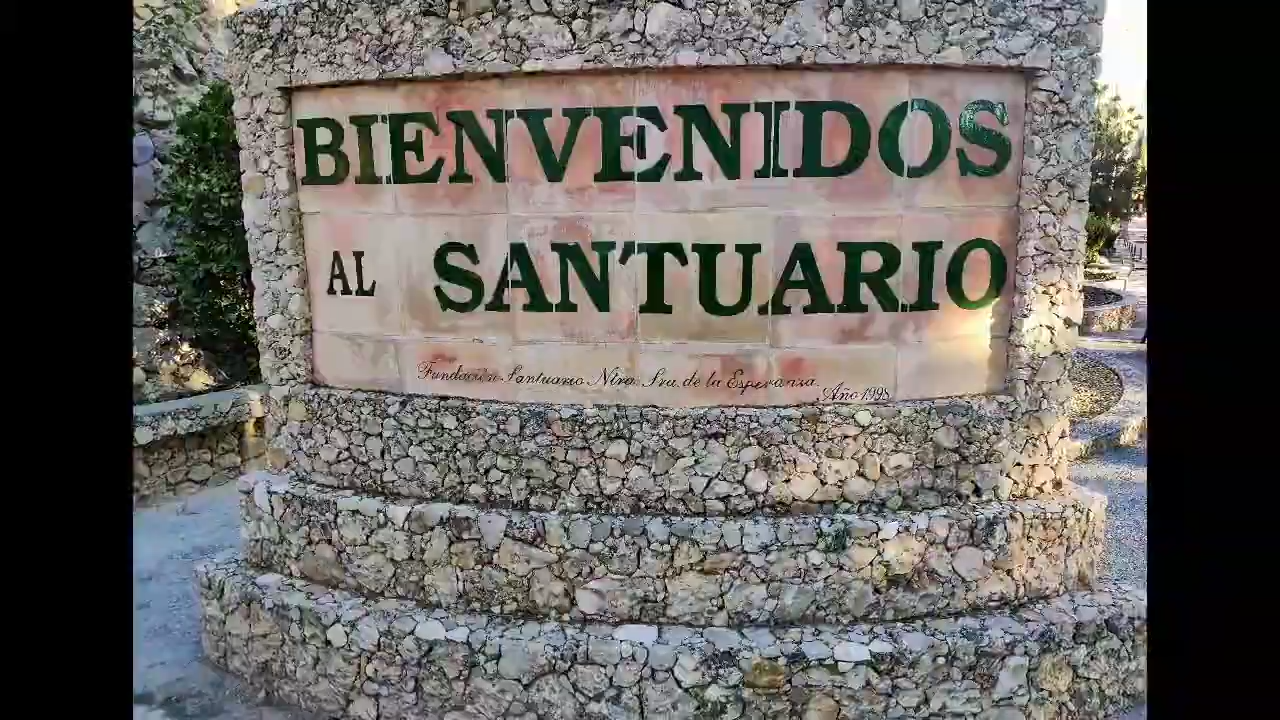 BIENVENIDOS
AL SANTUARIO
Fundación Santuario Ntra. Sra. de la Esperanza.
Año 1998